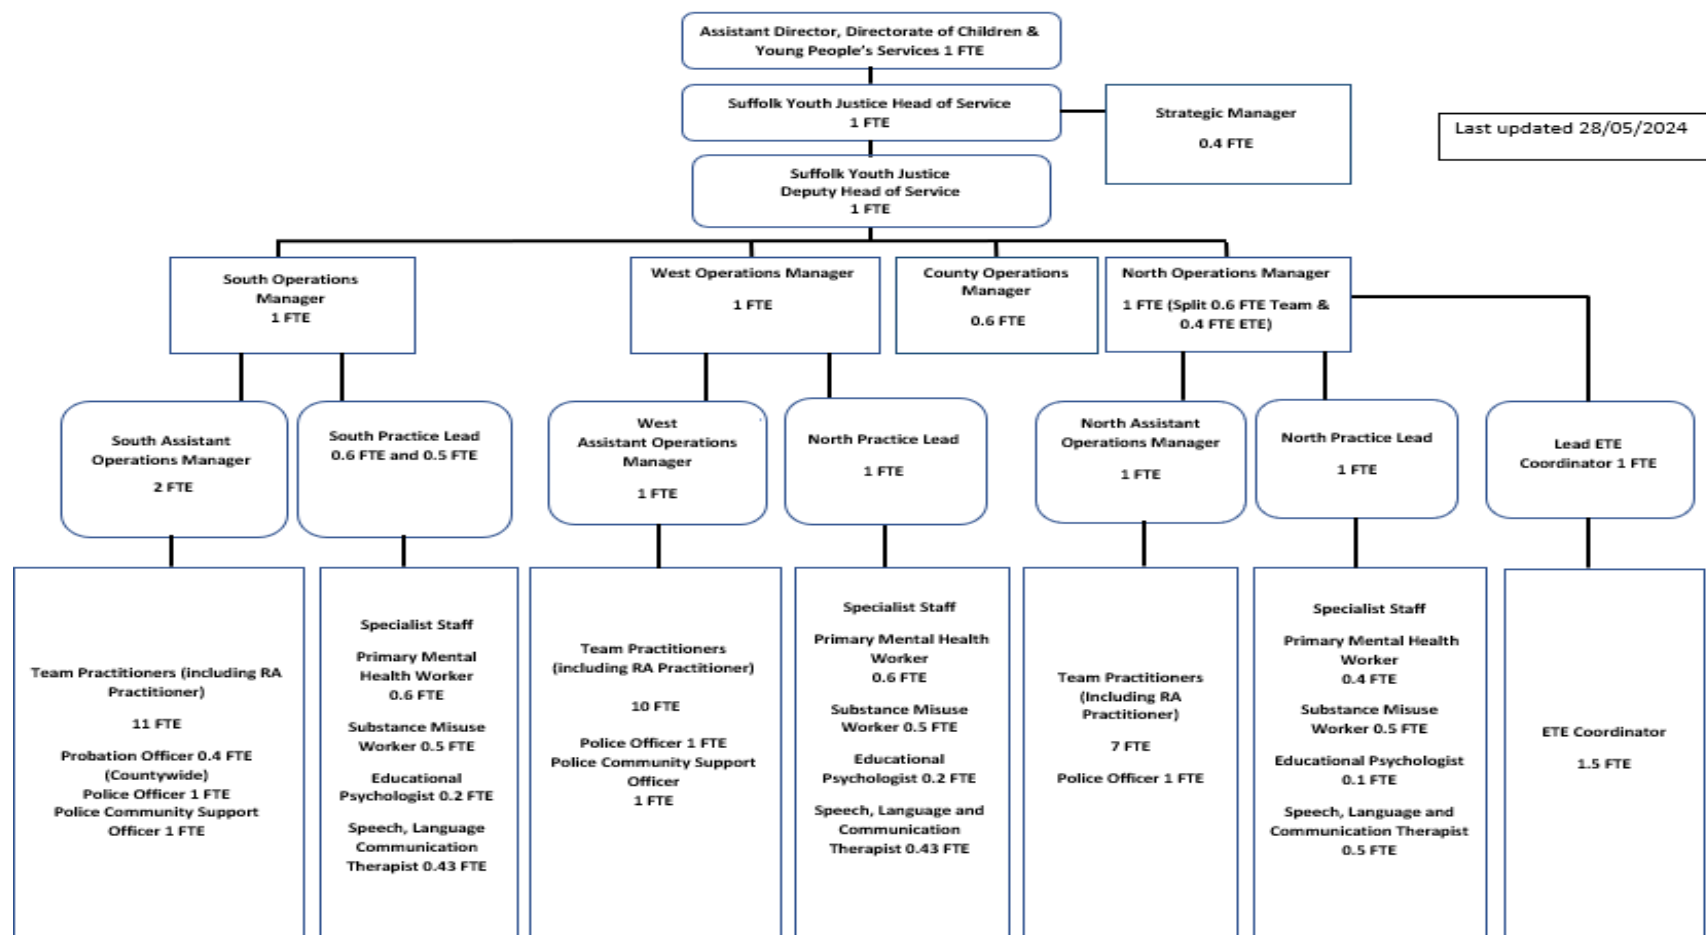 Assistant Director, Directorate of Children &
Young People's Services 1 FTE
Suffolk Youth Justice Head of Service
1 FTE
Strategic Manager
0.4 FTE
Last updated 28/05/2024
Suffolk Youth Justice
Deputy Head of Service
1 FTE
South Operations
Manager
1 FTE
West Operations Manager
1 FTE
County Operations
Manager
0.6 FTE
North Operations Manager
1 FTE (Split 0.6 FTE Team &
0.4 FTE ETE)
South Assistant
Operations Manager
2 FTE
South Practice Lead
0.6 FTE and 0.5 FTE
West
Assistant Operations
Manager
1 FTE
North Practice Lead
1 FTE
North Assistant
Operations Manager
1 FTE
North Practice Lead
1 FTE
Lead ETE
Coordinator 1 FTE
Team Practitioners (including RA
Practitioner)
11 FTE
Probation Officer 0.4 FTE
(Countywide)
Police Officer 1 FTE
Police Community Support
Officer 1 FTE
Specialist Staff
Primary Mental
Health Worker
0.6 FTE
Substance Misuse
Worker 0.5 FTE
Educational
Psychologist 0.2 FTE
Speech, Language
Communication
Therapist 0.43 FTE
Team Practitioners
(including RA Practitioner)
10 FTE
Police Officer 1 FTE
Police Community Support
Officer
1 FTE
Specialist Staff
Primary Mental Health
Worker
0.6 FTE
Substance Misuse
Worker 0.5 FTE
Educational
Psychologist 0.2 FTE
Speech, Language and
Communication
Therapist 0.43 FTE
Team Practitioners
(Including RA
Practitioner)
7 FTE
Police Officer 1 FTE
Specialist Staff
Primary Mental Health
Worker
0.4 FTE
Substance Misuse
Worker 0.5 FTE
Educational Psychologist
0.1 FTE
Speech, Language and
Communication Therapist
0.5 FTE
ETE Coordinator
1.5 FTE